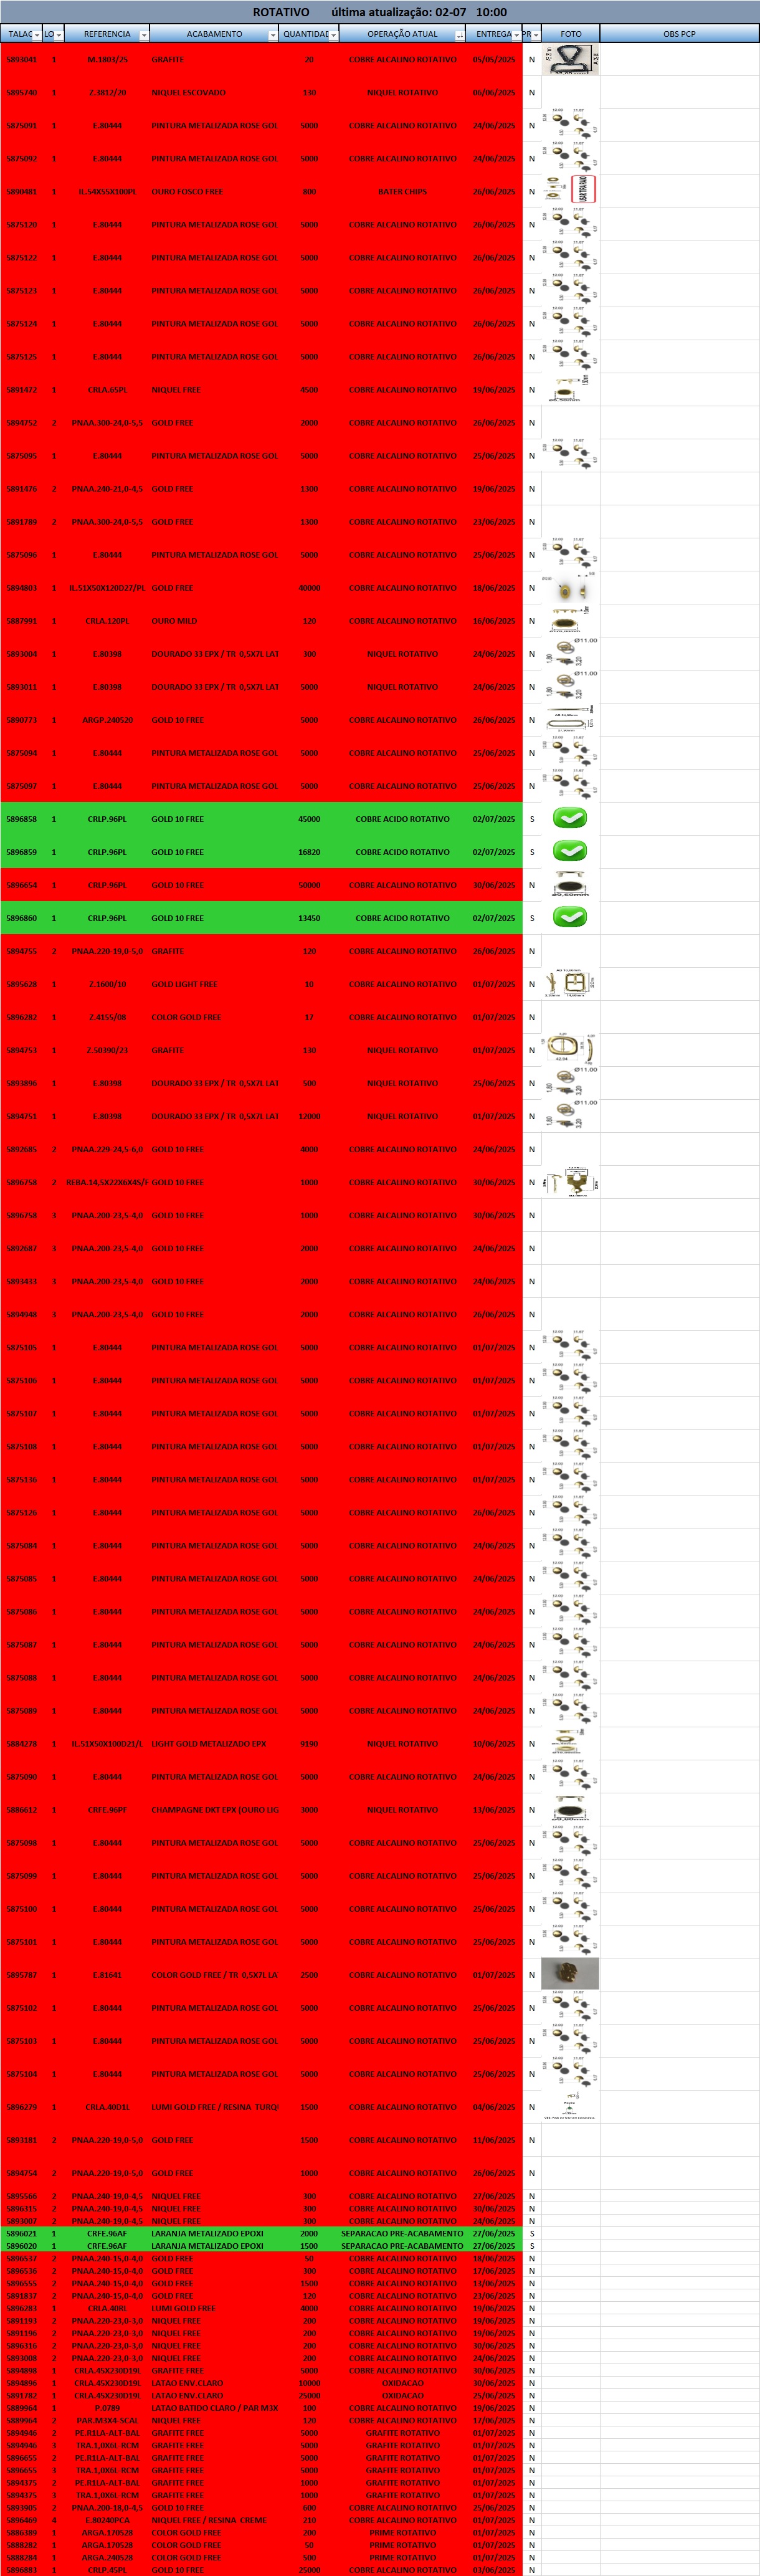 ROTATIVO última atualização: 02-07 10:00
TALAO LO REFERENCIA ACABAMENTO QUANTIDAD OPERAÇÃO ATUAL ENTREGA PR FOTO OBS PCP
5893041 1 M.1803/25 GRAFITE 20 COBRE ALCALINO ROTATIVO 05/05/2025 N
5895740 1 Z.3812/20 NIQUEL ESCOVADO 130 NIQUEL ROTATIVO 06/06/2025 N
5875091 1 E.80444 PINTURA METALIZADA ROSE GOL 5000 COBRE ALCALINO ROTATIVO 24/06/2025 N
5875092 1 E.80444 PINTURA METALIZADA ROSE GOL 5000 COBRE ALCALINO ROTATIVO 24/06/2025 N
5890481 1 IL.54X55X100PL OURO FOSCO FREE 800 BATER CHIPS 26/06/2025 N
5875120 1 E.80444 PINTURA METALIZADA ROSE GOL 5000 COBRE ALCALINO ROTATIVO 26/06/2025 N
5875122 1 E.80444 PINTURA METALIZADA ROSE GOL 5000 COBRE ALCALINO ROTATIVO 26/06/2025 N
5875123 1 E.80444 PINTURA METALIZADA ROSE GOL 5000 COBRE ALCALINO ROTATIVO 26/06/2025 N
5875124 1 E.80444 PINTURA METALIZADA ROSE GOL 5000 COBRE ALCALINO ROTATIVO 26/06/2025 N
5875125 1 E.80444 PINTURA METALIZADA ROSE GOL 5000 COBRE ALCALINO ROTATIVO 26/06/2025 N
5891472 1 CRLA.65PL NIQUEL FREE 4500 COBRE ALCALINO ROTATIVO 19/06/2025 N
5894752 2 PNAA.300-24,0-5,5 GOLD FREE 2000 COBRE ALCALINO ROTATIVO 26/06/2025 N
5875095 1 E.80444 PINTURA METALIZADA ROSE GOL 5000 COBRE ALCALINO ROTATIVO 25/06/2025 N
5891476 2 PNAA.240-21,0-4,5 GOLD FREE 1300 COBRE ALCALINO ROTATIVO 19/06/2025 N
5891789 2 PNAA.300-24,0-5,5 GOLD FREE 1300 COBRE ALCALINO ROTATIVO 23/06/2025 N
5875096 1 E.80444 PINTURA METALIZADA ROSE GOL 5000 COBRE ALCALINO ROTATIVO 25/06/2025 N
5894803 1 IL.51X50X120D27/PL GOLD FREE 40000 COBRE ALCALINO ROTATIVO 18/06/2025 N
5887991 1 CRLA.120PL OURO MILD 120 COBRE ALCALINO ROTATIVO 16/06/2025 N
5893004 1 E.80398 DOURADO 33 EPX / TR 0,5X7L LAT 300 NIQUEL ROTATIVO 24/06/2025 N
5893011 1 E.80398 DOURADO 33 EPX / TR 0,5X7L LAT 5000 NIQUEL ROTATIVO 24/06/2025 N
5890773 1 ARGP.240520 GOLD 10 FREE 5000 COBRE ALCALINO ROTATIVO 26/06/2025 N
5875094 1 E.80444 PINTURA METALIZADA ROSE GOL 5000 COBRE ALCALINO ROTATIVO 25/06/2025 N
5875097 1 E.80444 PINTURA METALIZADA ROSE GOL 5000 COBRE ALCALINO ROTATIVO 25/06/2025 N
5896858 1 CRLP.96PL GOLD 10 FREE 45000 COBRE ACIDO ROTATIVO 02/07/2025 S
5896859 1 CRLP.96PL GOLD 10 FREE 16820 COBRE ACIDO ROTATIVO 02/07/2025 S
5896654 1 CRLP.96PL GOLD 10 FREE 50000 COBRE ALCALINO ROTATIVO 30/06/2025 N
5896860 1 CRLP.96PL GOLD 10 FREE 13450 COBRE ACIDO ROTATIVO 02/07/2025 S
5894755 2 PNAA.220-19,0-5,0 GRAFITE 120 COBRE ALCALINO ROTATIVO 26/06/2025 N
5895628 1 Z.1600/10 GOLD LIGHT FREE 10 COBRE ALCALINO ROTATIVO 01/07/2025 N
5896282 1 Z.4155/08 COLOR GOLD FREE 17 COBRE ALCALINO ROTATIVO 01/07/2025 N
5894753 1 Z.50390/23 GRAFITE 130 NIQUEL ROTATIVO 01/07/2025 N
5893896 1 E.80398 DOURADO 33 EPX / TR 0,5X7L LAT 500 NIQUEL ROTATIVO 25/06/2025 N
5894751 1 E.80398 DOURADO 33 EPX / TR 0,5X7L LAT 12000 NIQUEL ROTATIVO 01/07/2025 N
5892685 2 PNAA.229-24,5-6,0 GOLD 10 FREE 4000 COBRE ALCALINO ROTATIVO 24/06/2025 N
5896758 2 REBA.14,5X22X6X4S/F GOLD 10 FREE 1000 COBRE ALCALINO ROTATIVO 30/06/2025 N
5896758 3 PNAA.200-23,5-4,0 GOLD 10 FREE 1000 COBRE ALCALINO ROTATIVO 30/06/2025 N
5892687 3 PNAA.200-23,5-4,0 GOLD 10 FREE 2000 COBRE ALCALINO ROTATIVO 24/06/2025 N
5893433 3 PNAA.200-23,5-4,0 GOLD 10 FREE 2000 COBRE ALCALINO ROTATIVO 24/06/2025 N
5894948 3 PNAA.200-23,5-4,0 GOLD 10 FREE 2000 COBRE ALCALINO ROTATIVO 26/06/2025 N
5875105 1 E.80444 PINTURA METALIZADA ROSE GOL 5000 COBRE ALCALINO ROTATIVO 01/07/2025 N
5875106 1 E.80444 PINTURA METALIZADA ROSE GOL 5000 COBRE ALCALINO ROTATIVO 01/07/2025 N
5875107 1 E.80444 PINTURA METALIZADA ROSE GOL 5000 COBRE ALCALINO ROTATIVO 01/07/2025 N
5875108 1 E.80444 PINTURA METALIZADA ROSE GOL 5000 COBRE ALCALINO ROTATIVO 01/07/2025 N
5875136 1 E.80444 PINTURA METALIZADA ROSE GOL 5000 COBRE ALCALINO ROTATIVO 01/07/2025 N
5875126 1 E.80444 PINTURA METALIZADA ROSE GOL 5000 COBRE ALCALINO ROTATIVO 26/06/2025 N
5875084 1 E.80444 PINTURA METALIZADA ROSE GOL 5000 COBRE ALCALINO ROTATIVO 24/06/2025 N
5875085 1 E.80444 PINTURA METALIZADA ROSE GOL 5000 COBRE ALCALINO ROTATIVO 24/06/2025 N
5875086 1 E.80444 PINTURA METALIZADA ROSE GOL 5000 COBRE ALCALINO ROTATIVO 24/06/2025 N
5875087 1 E.80444 PINTURA METALIZADA ROSE GOL 5000 COBRE ALCALINO ROTATIVO 24/06/2025 N
5875088 1 E.80444 PINTURA METALIZADA ROSE GOL 5000 COBRE ALCALINO ROTATIVO 24/06/2025 N
5875089 1 E.80444 PINTURA METALIZADA ROSE GOL 5000 COBRE ALCALINO ROTATIVO 24/06/2025 N
5884278 1 IL.51X50X100D21/L LIGHT GOLD METALIZADO EPX 9190 NIQUEL ROTATIVO 10/06/2025 N
5875090 1 E.80444 PINTURA METALIZADA ROSE GOL 5000 COBRE ALCALINO ROTATIVO 24/06/2025 N
5886612 1 CRFE.96PF CHAMPAGNE DKT EPX (OURO LIG 3000 NIQUEL ROTATIVO 13/06/2025 N
5875098 1 E.80444 PINTURA METALIZADA ROSE GOL 5000 COBRE ALCALINO ROTATIVO 25/06/2025 N
5875099 1 E.80444 PINTURA METALIZADA ROSE GOL 5000 COBRE ALCALINO ROTATIVO 25/06/2025 N
5875100 1 E.80444 PINTURA METALIZADA ROSE GOL 5000 COBRE ALCALINO ROTATIVO 25/06/2025 N
5875101 1 E.80444 PINTURA METALIZADA ROSE GOL 5000 COBRE ALCALINO ROTATIVO 25/06/2025 N
5895787 1 E.81641 COLOR GOLD FREE / TR 0,5X7L LA 2500 COBRE ALCALINO ROTATIVO 01/07/2025 N
5875102 1 E.80444 PINTURA METALIZADA ROSE GOL 5000 COBRE ALCALINO ROTATIVO 25/06/2025 N
5875103 1 E.80444 PINTURA METALIZADA ROSE GOL 5000 COBRE ALCALINO ROTATIVO 25/06/2025 N
5875104 1 E.80444 PINTURA METALIZADA ROSE GOL 5000 COBRE ALCALINO ROTATIVO 25/06/2025 N
5896279 1 CRLA.40O1L LUMI GOLD FREE / RESINA TURQ 1500 COBRE ALCALINO ROTATIVO 04/06/2025 N
5893181 2 PNAA.220-19,0-5,0 GOLD FREE 1500 COBRE ALCALINO ROTATIVO 11/06/2025 N
5894754 2 PNAA.220-19,0-5,0 GOLD FREE 1000 COBRE ALCALINO ROTATIVO 26/06/2025 N
5895566 2 PNAA.240-19,0-4,5 NIQUEL FREE 300 COBRE ALCALINO ROTATIVO 27/06/2025 N
5896315 2 PNAA.240-19,0-4,5 NIQUEL FREE 300 COBRE ALCALINO ROTATIVO 30/06/2025 N
5893007 2 PNAA.240-19,0-4,5 NIQUEL FREE 300 COBRE ALCALINO ROTATIVO 24/06/2025 N
5896021 1 CRFE.96AF LARANJA METALIZADO EPOXI 2000 SEPARACAO PRE-ACABAMENTO 27/06/2025 S
5896020 1 CRFE.96AF LARANJA METALIZADO EPOXI 1500 SEPARACAO PRE-ACABAMENTO 27/06/2025 S
5896537 2 PNAA.240-15,0-4,0 GOLD FREE 50 COBRE ALCALINO ROTATIVO 18/06/2025 N
5896536 2 PNAA.240-15,0-4,0 GOLD FREE 300 COBRE ALCALINO ROTATIVO 17/06/2025 N
5896555 2 PNAA.240-15,0-4,0 GOLD FREE 1500 COBRE ALCALINO ROTATIVO 13/06/2025 N
5891837 2 PNAA.240-15,0-4,0 GOLD FREE 120 COBRE ALCALINO ROTATIVO 23/06/2025 N
5896283 1 CRLA.40RL LUMI GOLD FREE 4000 COBRE ALCALINO ROTATIVO 19/06/2025 N
5891193 2 PNAA.220-23,0-3,0 NIQUEL FREE 200 COBRE ALCALINO ROTATIVO 19/06/2025 N
5891196 2 PNAA.220-23,0-3,0 NIQUEL FREE 200 COBRE ALCALINO ROTATIVO 19/06/2025 N
5896316 2 PNAA.220-23,0-3,0 NIQUEL FREE 200 COBRE ALCALINO ROTATIVO 30/06/2025 N
5893008 2 PNAA.220-23,0-3,0 NIQUEL FREE 200 COBRE ALCALINO ROTATIVO 24/06/2025 N
5894898 1 CRLA.45X230D19L GRAFITE FREE 5000 COBRE ALCALINO ROTATIVO 30/06/2025 N
5894896 1 CRLA.45X230D19L LATAO ENV.CLARO 10000 OXIDACAO 30/06/2025 N
5891782 1 CRLA.45X230D19L LATAO ENV.CLARO 25000 OXIDACAO 25/06/2025 N
5889964 1 P.0789 LATAO BATIDO CLARO / PAR M3X 100 COBRE ALCALINO ROTATIVO 19/06/2025 N
5889964 2 PAR.M3X4-SCAL NIQUEL FREE 120 COBRE ALCALINO ROTATIVO 17/06/2025 N
5894946 2 PE.R1LA-ALT-BAL GRAFITE FREE 5000 GRAFITE ROTATIVO 01/07/2025 N
5894946 3 TRA.1,0X6L-RCM GRAFITE FREE 5000 GRAFITE ROTATIVO 01/07/2025 N
5896655 2 PE.R1LA-ALT-BAL GRAFITE FREE 5000 GRAFITE ROTATIVO 01/07/2025 N
5896655 3 TRA.1,0X6L-RCM GRAFITE FREE 5000 GRAFITE ROTATIVO 01/07/2025 N
5894375 2 PE.R1LA-ALT-BAL GRAFITE FREE 1000 GRAFITE ROTATIVO 01/07/2025 N
5894375 3 TRA.1,0X6L-RCM GRAFITE FREE 1000 GRAFITE ROTATIVO 01/07/2025 N
5893905 2 PNAA.200-18,0-4,5 GOLD 10 FREE 600 COBRE ALCALINO ROTATIVO 25/06/2025 N
5896469 4 E.80240PCA NIQUEL FREE / RESINA CREME 210 COBRE ALCALINO ROTATIVO 01/07/2025 N
5886389 1 ARGA.170528 COLOR GOLD FREE 200 PRIME ROTATIVO 01/07/2025 N
5888282 1 ARGA.170528 COLOR GOLD FREE 50 PRIME ROTATIVO 01/07/2025 N
5888284 1 ARGA.240528 COLOR GOLD FREE 500 PRIME ROTATIVO 01/07/2025 N
5896883 1 CRLP.45PL GOLD 10 FREE 25000 COBRE ALCALINO ROTATIVO 03/06/2025 N